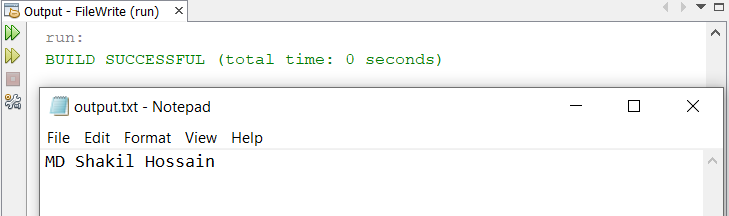 Output - FileWrite (run)
run:
BUILD SUCCESSFUL (total time: 0 seconds)
output.txt - Notepad
File Edit Format View Help
MD Shakil Hossain